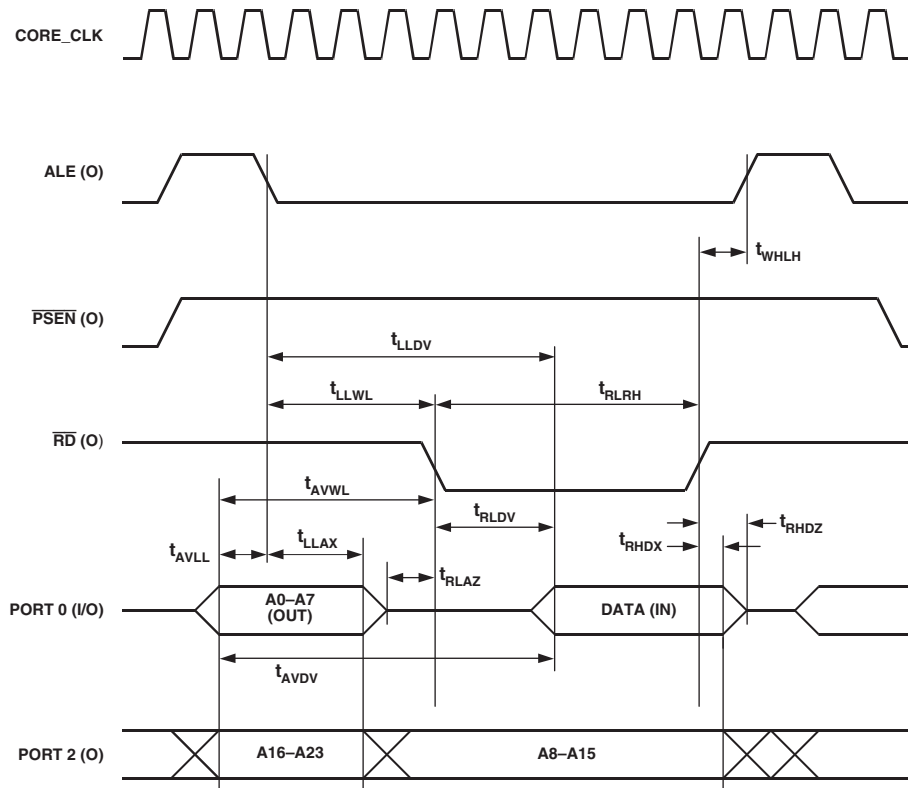 CORE_CLK
ALE (O)
tWHLH
PSEN (O)
tLLDV
tLLWL
tRLRH
RD (O)
tAVWL
tRLDV
tRHDZ
tAVLL
tLLAX
tRHDX
tRLAZ
PORT 0 (I/O)
A0–A7
(OUT)
DATA (IN)
tAVDV
PORT 2 (O)
A16–A23
A8–A15